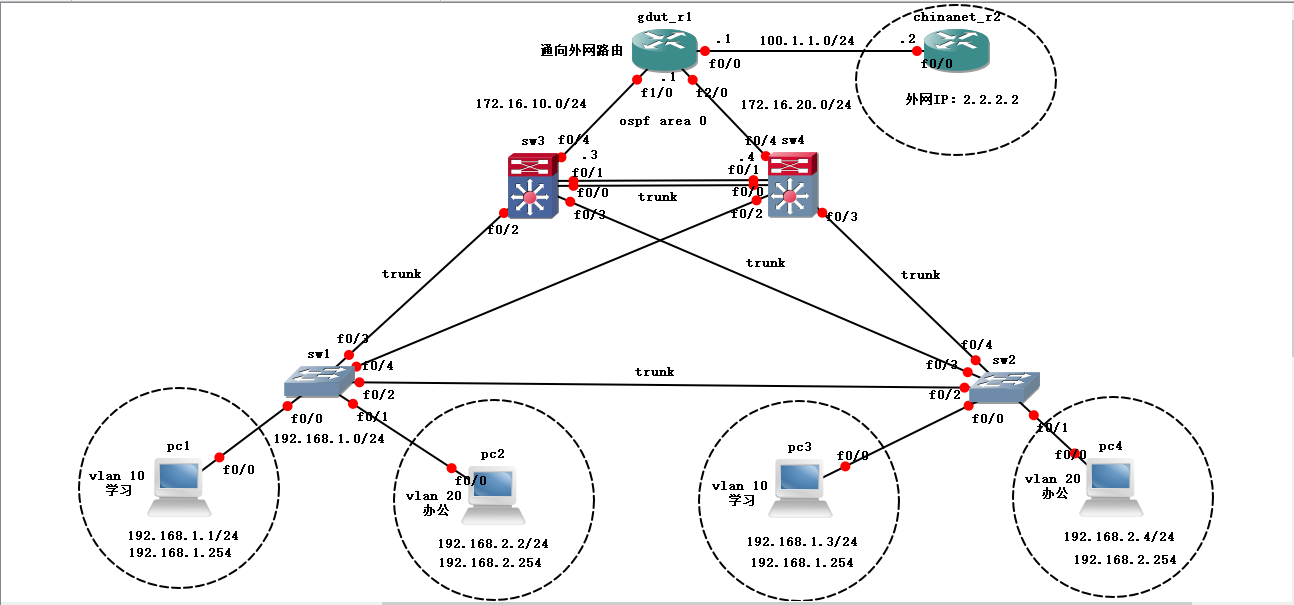 gdut_r1
chinanet_r2
通向外网路由
.1
100.1.1.0/24
.2
f0/0
f0/0
.1
f1/0
f2/0
172.16.10.0/24
172.16.20.0/24
外网IP: 2.2.2.2
ospf area 0
sw3
f0/4
f0/4
sw4
.3
.4
f0/1
f0/1
f0/0
f0/0
trunk
f0/2
f0/3
f0/2
f0/3
trunk
trunk
trunk
f0/3
sw1
f0/4
f0/4
sw2
f0/3
trunk
f0/2
f0/2
f0/0
f0/1
f0/0
f0/1
192.168.1.0/24
pc1
f0/0
vlan 10
学习
192.168.1.1/24
192.168.1.254
pc2
f0/0
vlan 20
办公
192.168.2.2/24
192.168.2.254
pc3
f0/0
vlan 10
学习
192.168.1.3/24
192.168.1.254
pc4
f0/0
vlan 20
办公
192.168.2.4/24
192.168.2.254